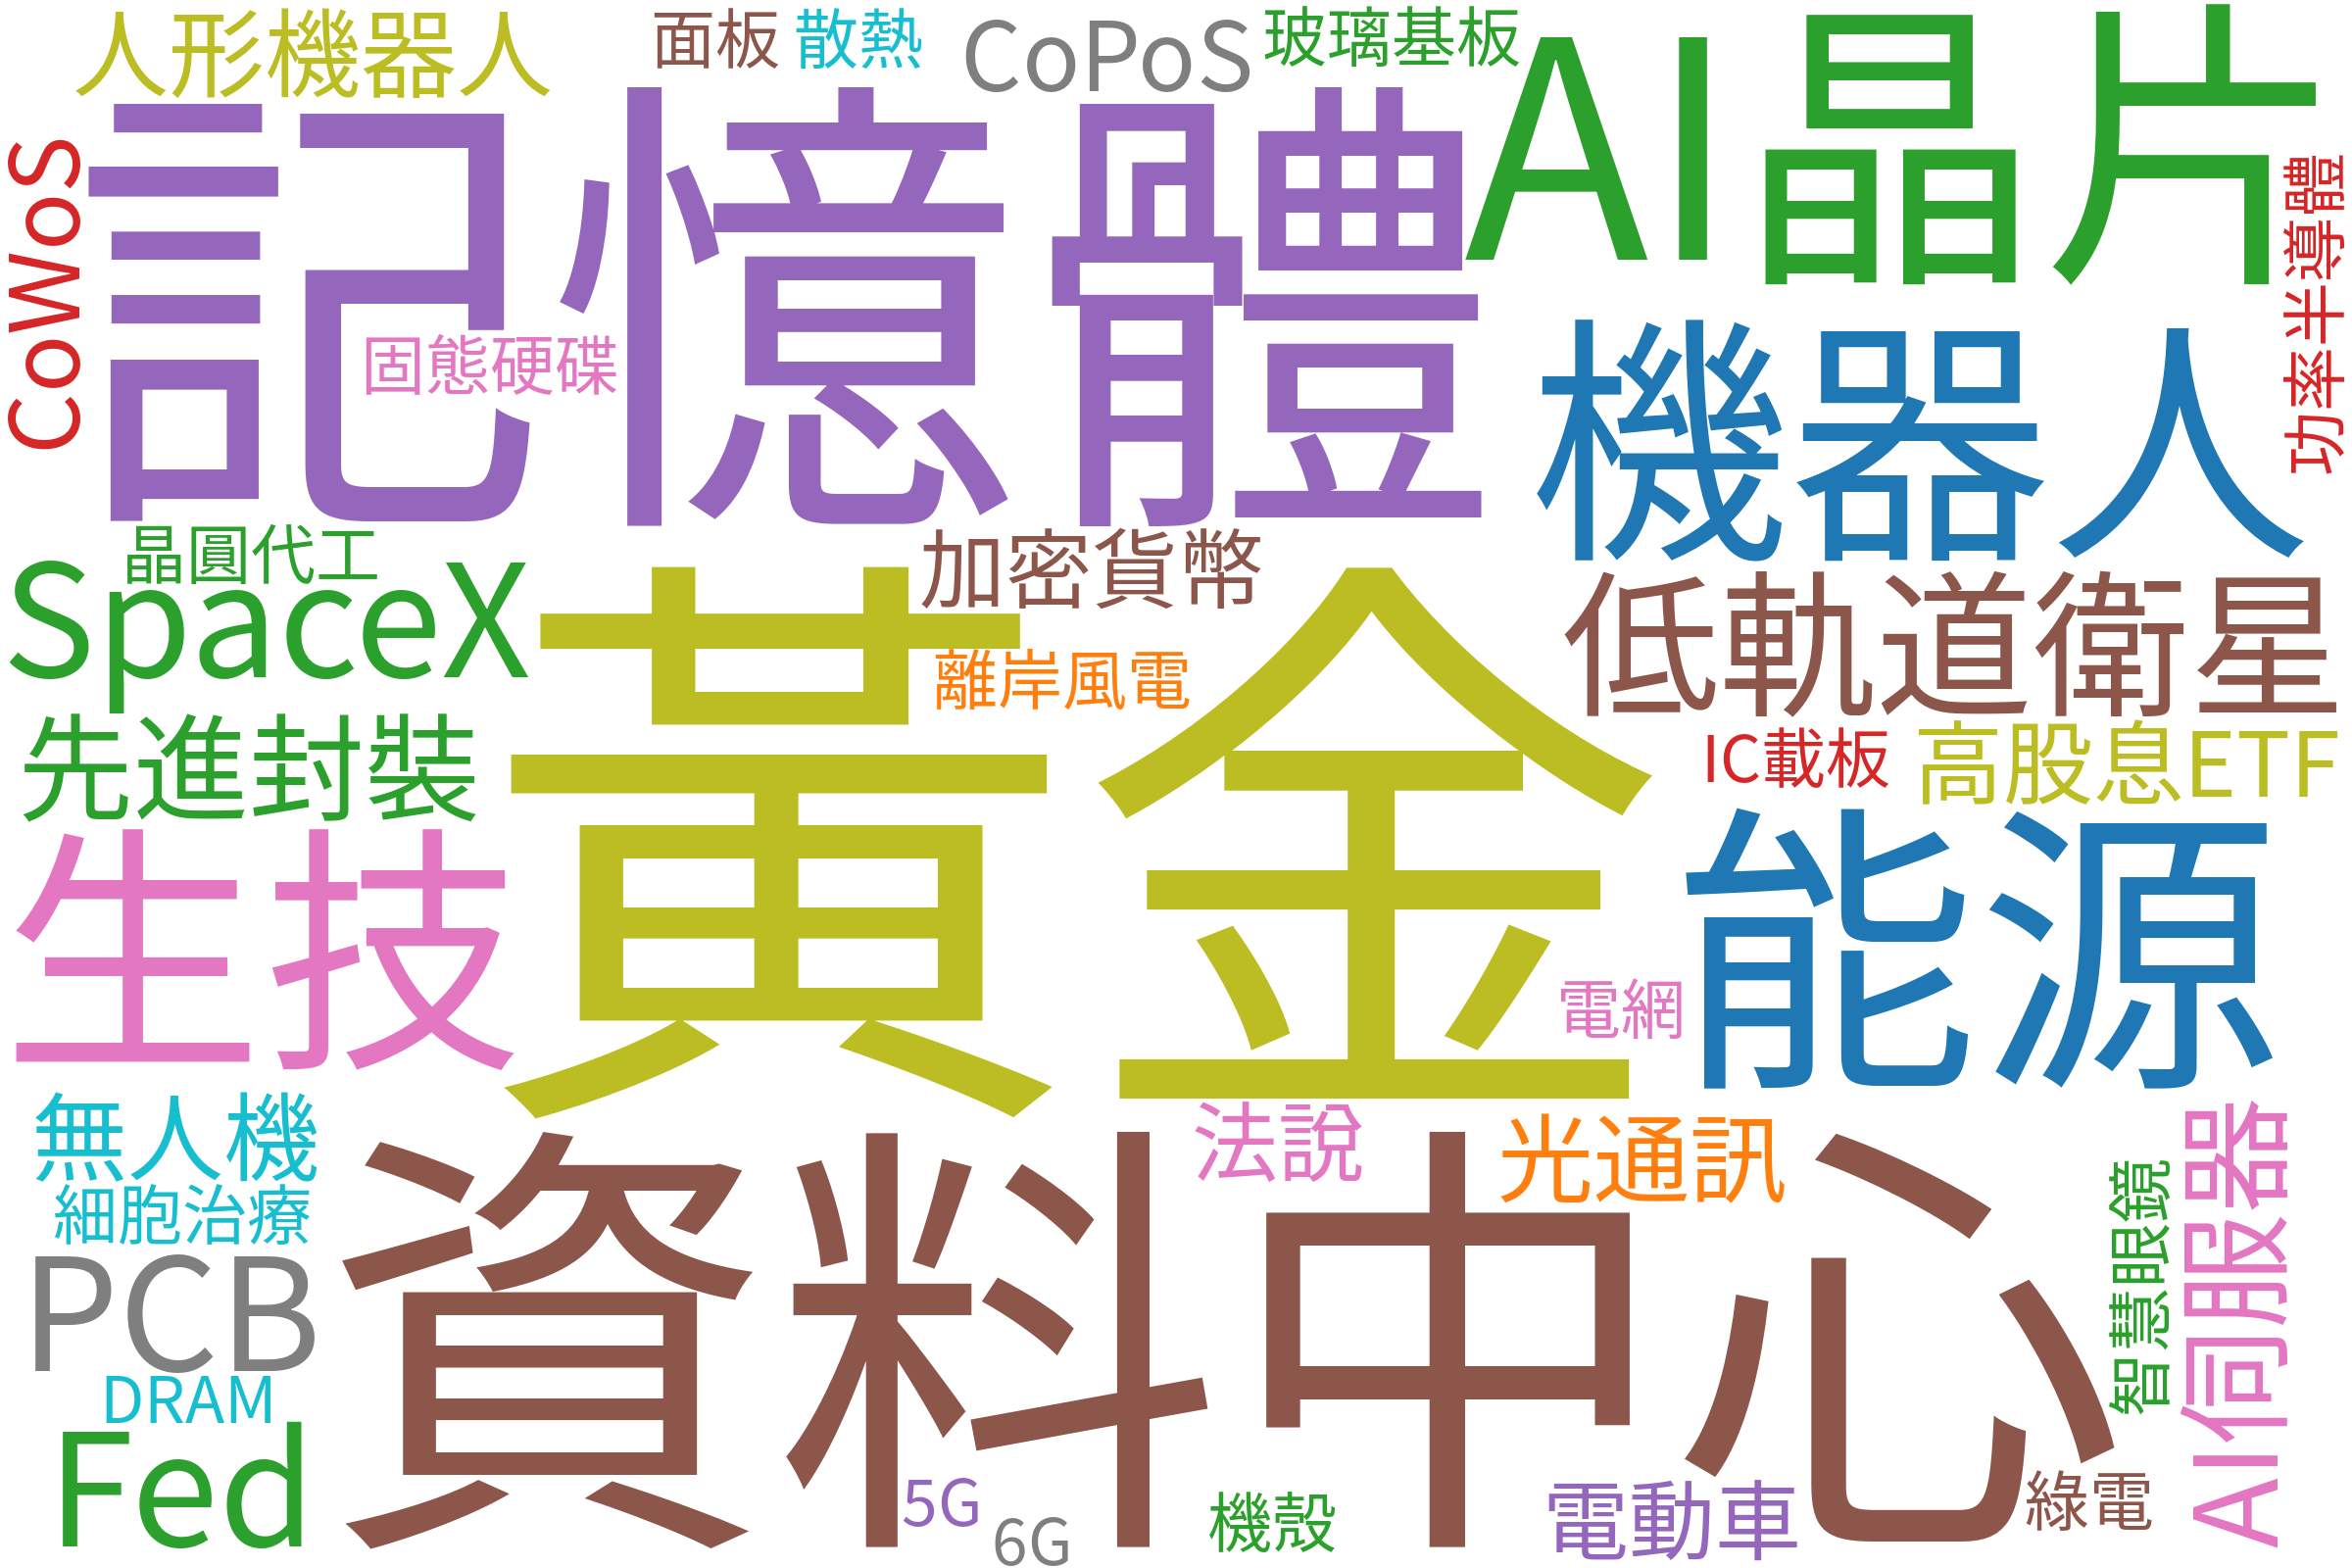 人形機器人
面板
散熱
CoPoS
玻璃基板
AI晶片
記憶體
CoWoS
功率半導體
固態硬碟
機器人
晶圓代工
SpaceX
加密貨幣
黃金
離岸風電
低軌道衛星
先進封裝
IC載板
高股息ETF
生技
能源
電網
無人機
法說
光通訊
細胞治療
資料中心
智慧眼鏡
AI伺服器
PCB
DRAM
Fed
5G
6G
機殼
電動車
綠電